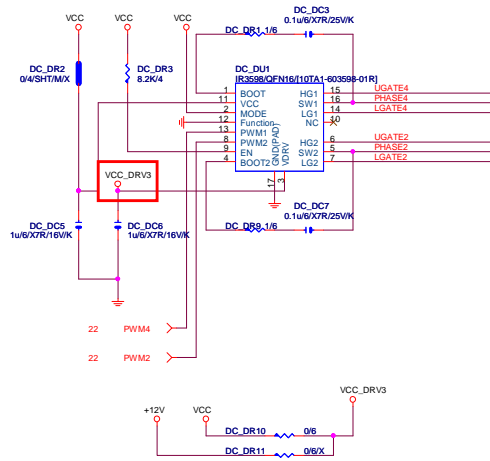 VCC VCC VCC
DC_DC3
0.1u/6/X7R/25V/K
DC_DR1 1/6
DC_DR2
0/4/SHT/M/X
DC_DR3
8.2K/4
DC_DU1
IR3598/QFN16/[10TA1-603598-01R]
1 BOOT HG1 15 UGATE4
11 VCC SW1 16 PHASE4
2 MODE LG1 14 LGATE4
12 Function NC 10
13 PWM1
8 PWM2 HG2 6 UGATE2
9 EN SW2 5 PHASE2
4 BOOT2 LG2 7 LGATE2
GND(PAD) VDRV
17 3
VCC_DRV3
DC_DC7
0.1u/6/X7R/25V/K
DC_DR9 1/6
DC_DC5
1u/6/X7R/16V/K
DC_DC6
1u/6/X7R/16V/K
22 PWM4
22 PWM2
VCC_DRV3
+12V VCC
DC_DR10 0/6
DC_DR11 0/6/X